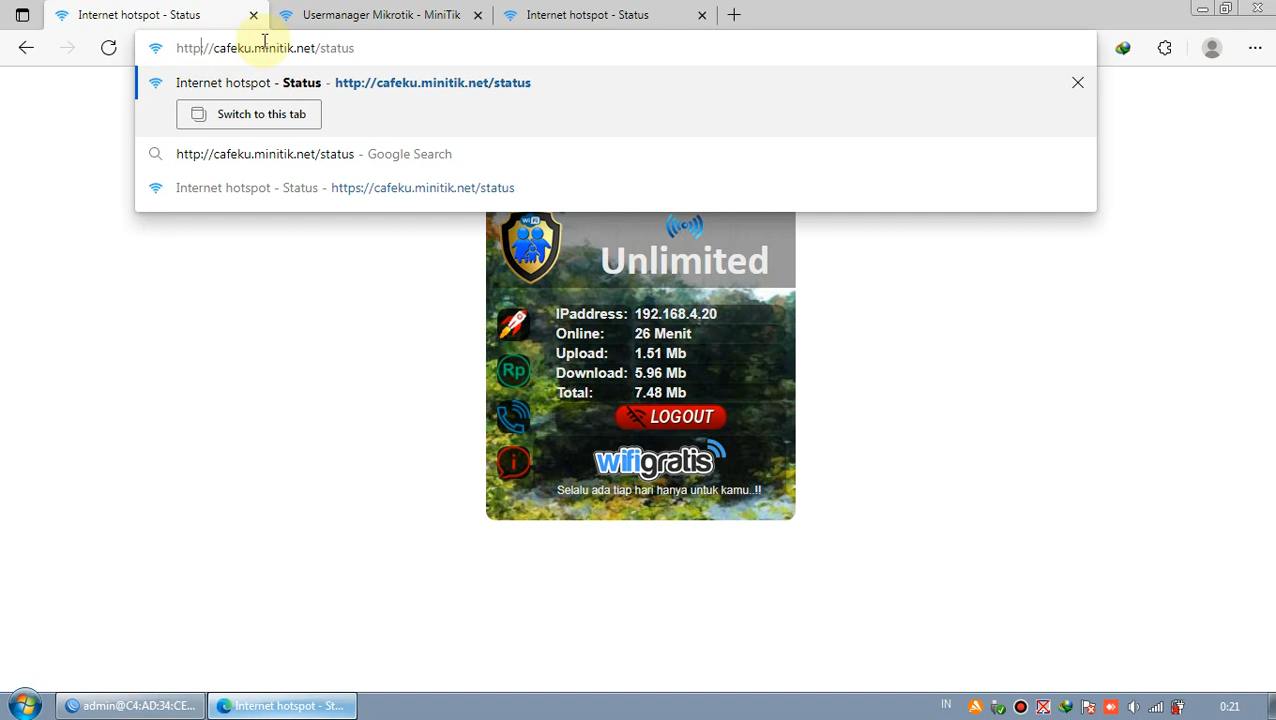 Internet hotspot - Status
Usermanager Mikrotik - MiniTik
Internet hotspot - Status
http://cafeku.minitik.net/status
Internet hotspot - Status - http://cafeku.minitik.net/status
Switch to this tab
http://cafeku.minitik.net/status - Google Search
Internet hotspot - Status - https://cafeku.minitik.net/status
WiFi
Unlimited
IPaddress: 192.168.4.20
Online: 26 Menit
Upload: 1.51 Mb
Rp
Download: 5.96 Mb
Total: 7.48 Mb
LOGOUT
i
wifigratis
Selalu ada tiap hari hanya untuk kamu..!!
admin@C4:AD:34:CE...
Internet hotspot - St...
IN
0:21